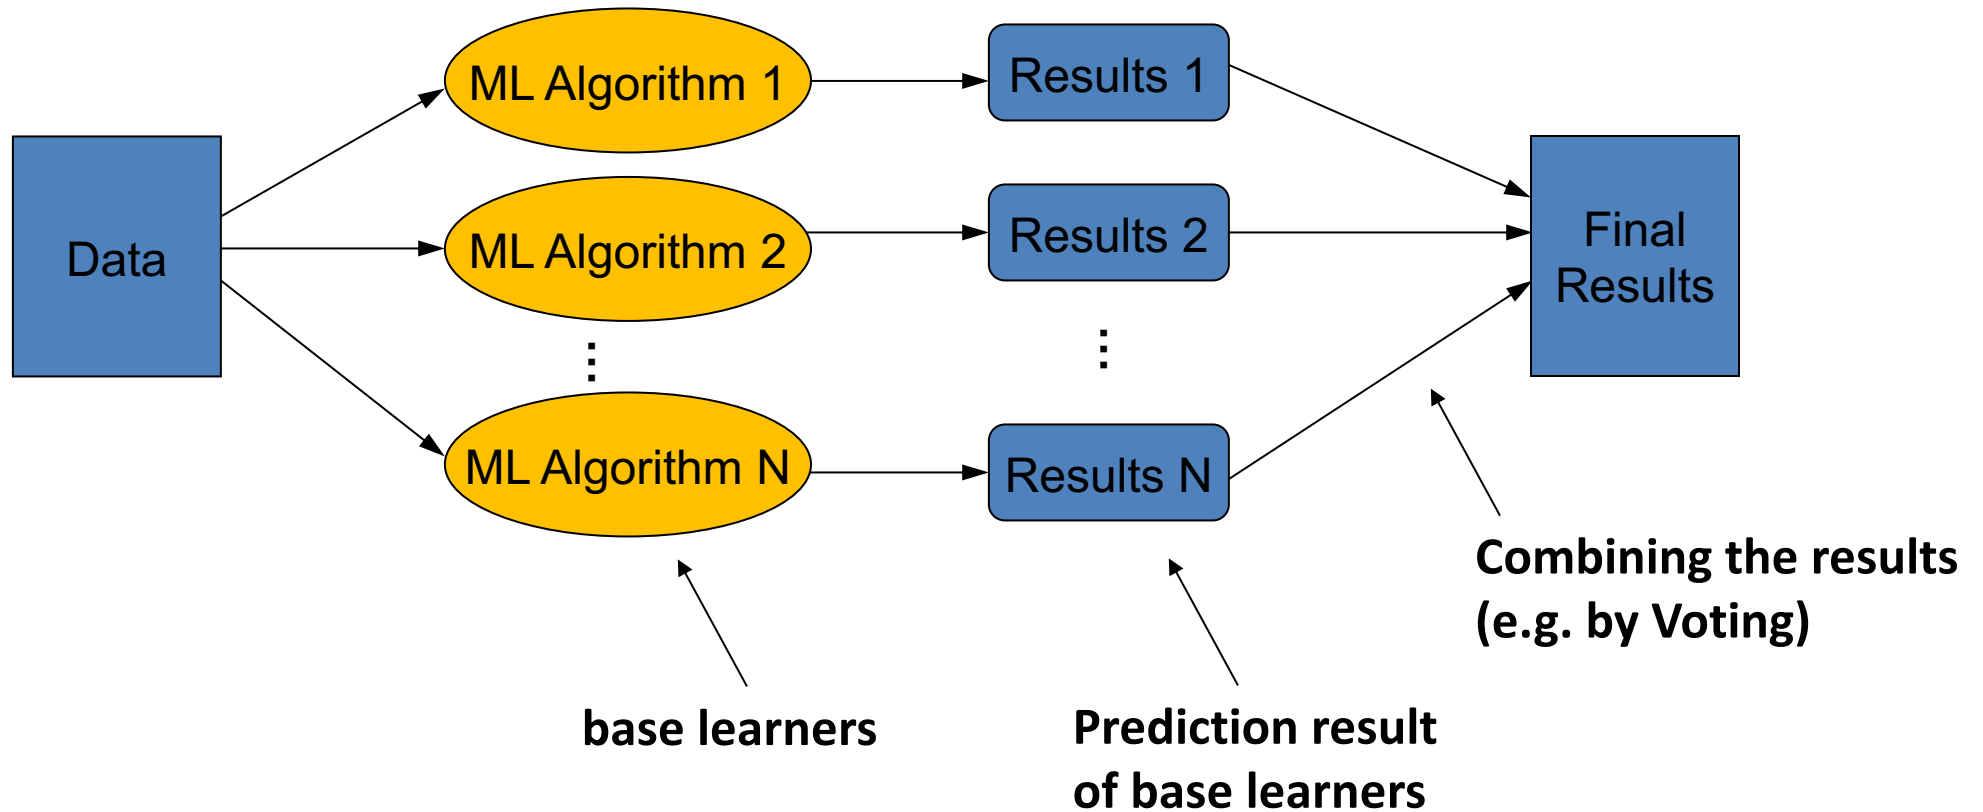 ML Algorithm 1
Results 1
Data
ML Algorithm 2
Results 2
Final
Results
...
...
ML Algorithm N
Results N
Combining the results
(e.g. by Voting)
base learners
Prediction result
of base learners